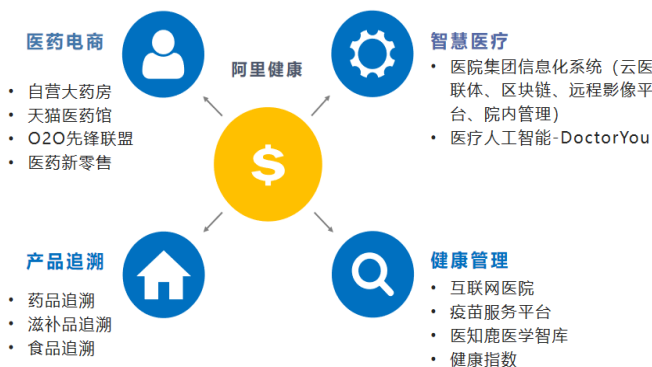 医药电商
• 自营大药房
• 天猫医药馆
• O2O先锋联盟
• 医药新零售
阿里健康
$
智慧医疗
• 医院集团信息化系统（云医
联体、区块链、远程影像平
台、院内管理）
• 医疗人工智能-DoctorYou
产品追溯
• 药品追溯
• 滋补品追溯
• 食品追溯
健康管理
• 互联网医院
• 疫苗服务平台
• 医知鹿医学智库
• 健康指数